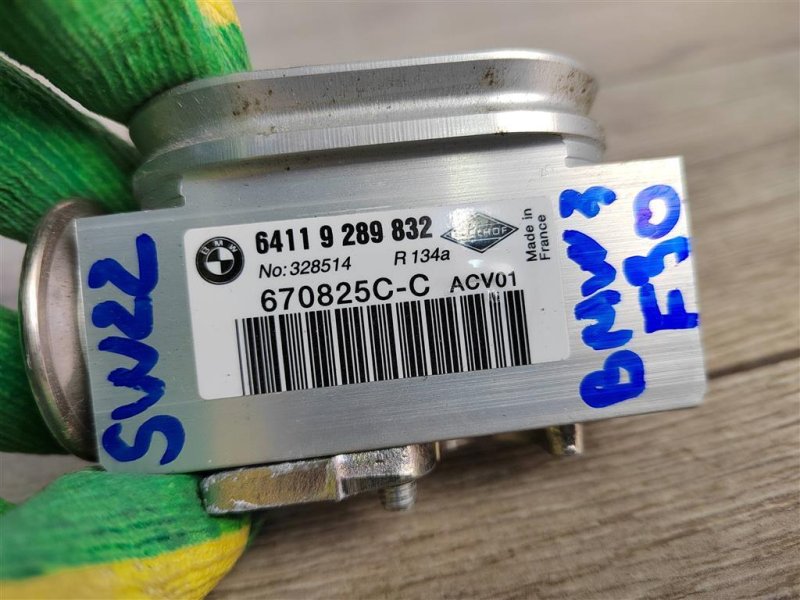 SW22
BMW
6411 9 289 832
No: 328514 R 134a
670825C-C ACV01
Made in
France
BMW 3
F30